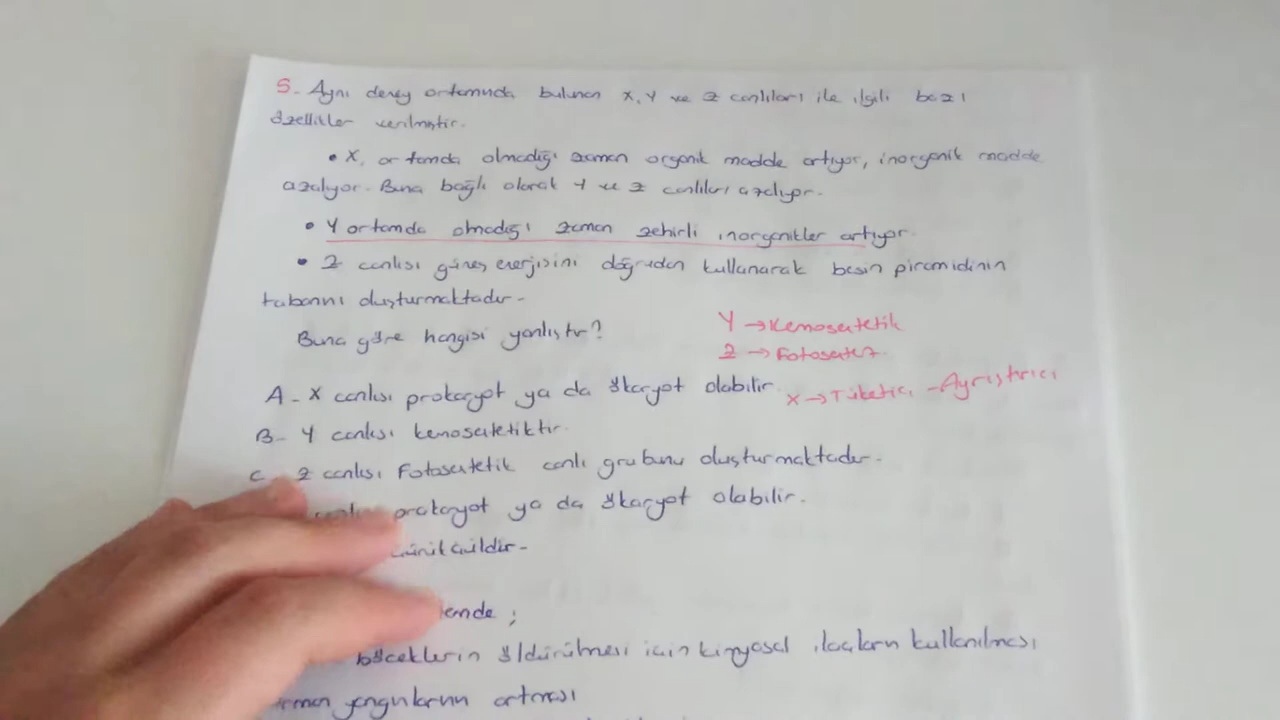 5- Aynı deney ortamında bulunan X, Y ve Z canlıları ile ilgili bazı
özellikler verilmiştir.
• X, ortamda olmadığı zaman organik madde artıyor, inorganik madde
azalıyor. Buna bağlı olarak Y ve Z canlıları azalıyor.
• Y ortamda olmadığı zaman zehirli inorganikler artıyor.
• Z canlısı güneş enerjisini doğrudan kullanarak besin piramidinin
tabanını oluşturmaktadır.
Buna göre hangisi yanlıştır?
Y → Kemosentetik
Z → Fotosentez
X → Tüketici - Ayrıştırıcı
A- X canlısı prokaryot ya da ökaryot olabilir.
B- Y canlısı kemosentetiktir.
C- Z canlısı Fotosentetik canlı grubunu oluşturmaktadır.
prokaryot ya da ökaryot olabilir.
böceklerin öldürülmesi için kimyasal ilaçların kullanılması
yangınlarının artması